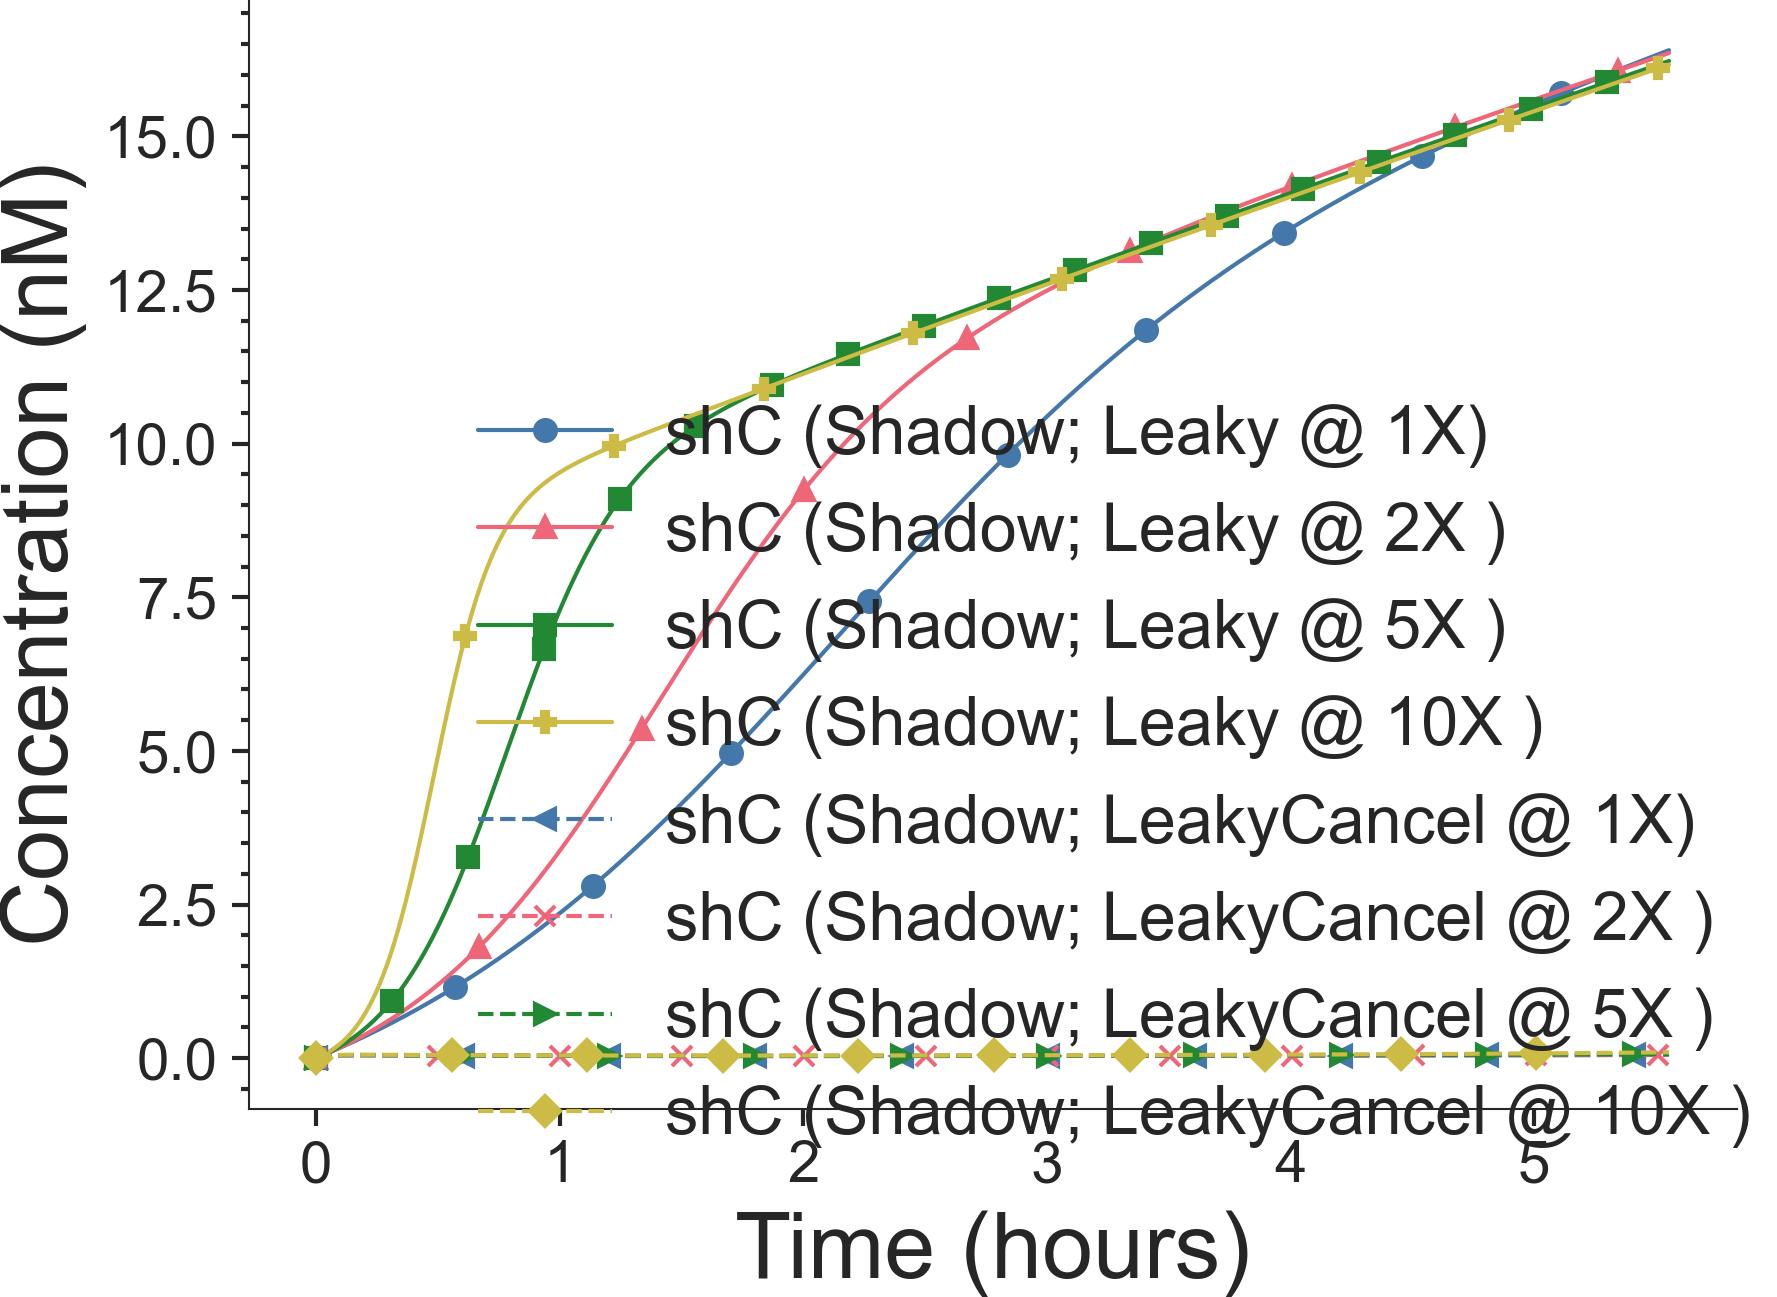 Concentration (nM)
15.0
12.5
10.0
7.5
5.0
2.5
0.0
shC (Shadow; Leaky @ 1X)
shC (Shadow; Leaky @ 2X )
shC (Shadow; Leaky @ 5X )
shC (Shadow; Leaky @ 10X )
shC (Shadow; LeakyCancel @ 1X)
shC (Shadow; LeakyCancel @ 2X )
shC (Shadow; LeakyCancel @ 5X )
shC (Shadow; LeakyCancel @ 10X )
0 1 2 3 4 5
Time (hours)